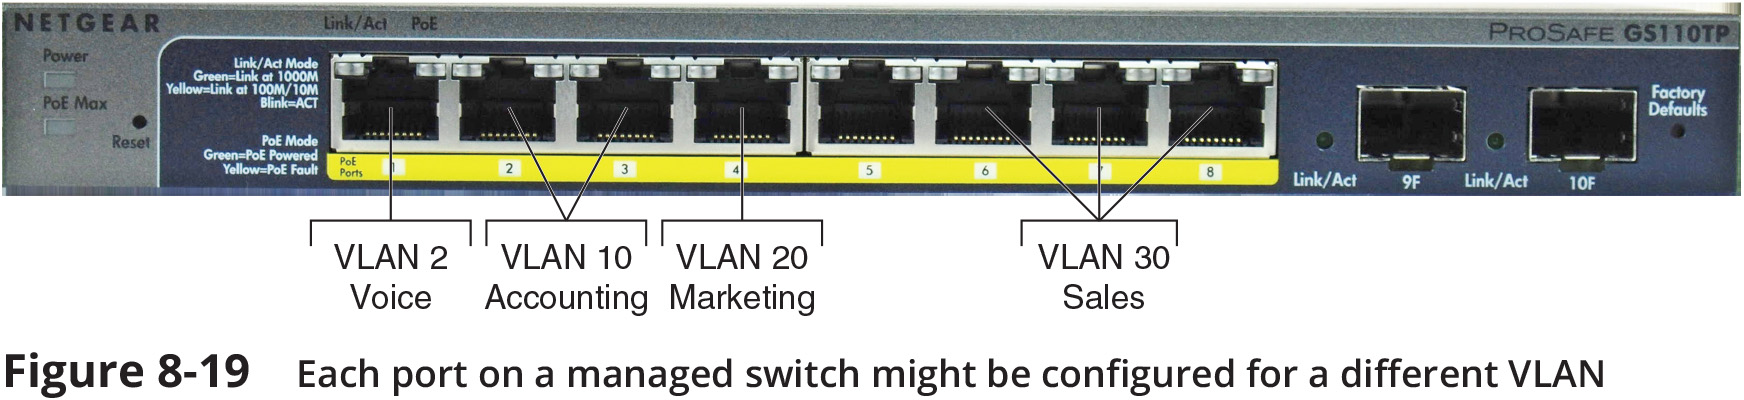 NETGEAR
Link/Act PoE
PROSAFE GS110TP
Power
PoE Max
Reset
Link/Act Mode
Green=Link at 1000M
Yellow=Link at 100M/10M
Blink=ACT
PoE Mode
Green=PoE Powered
Yellow=PoE Fault
PoE
Ports
1 2 3 4 5 6 7 8
Link/Act 9F Link/Act 10F
Factory
Defaults
VLAN 2
Voice
VLAN 10
Accounting
VLAN 20
Marketing
VLAN 30
Sales
Figure 8-19 Each port on a managed switch might be configured for a different VLAN